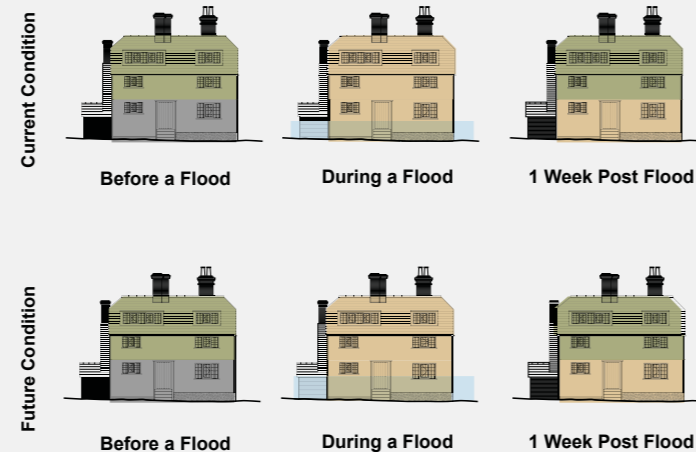 Current Condition
Before a Flood
During a Flood
1 Week Post Flood
Future Condition
Before a Flood
During a Flood
1 Week Post Flood